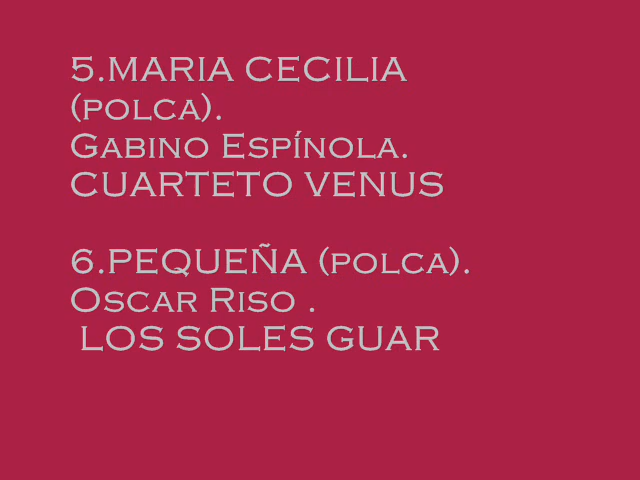 5.MARIA CECILIA
(polca).
Gabino Espínola.
CUARTETO VENUS
6.PEQUEÑA (polca).
Oscar Riso .
LOS SOLES GUAR